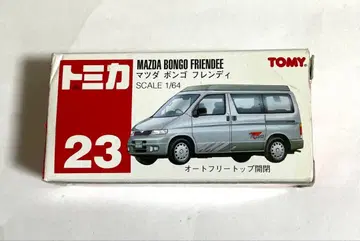 トミカ
MAZDA BONGO FRIENDEE
マツダ ボンゴ フレンディ
SCALE 1/64
TOMY
23
オートフリートップ開閉